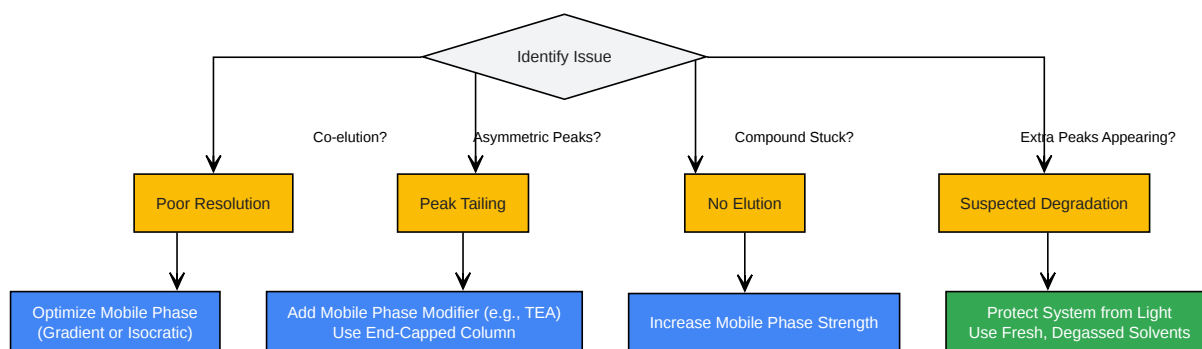 Identify Issue
Co-elution?
Asymmetric Peaks?
Compound Stuck?
Extra Peaks Appearing?
Poor Resolution
Peak Tailing
No Elution
Suspected Degradation
Optimize Mobile Phase
(Gradient or Isocratic)
Add Mobile Phase Modifier (e.g., TEA)
Use End-Capped Column
Increase Mobile Phase Strength
Protect System from Light
Use Fresh, Degassed Solvents